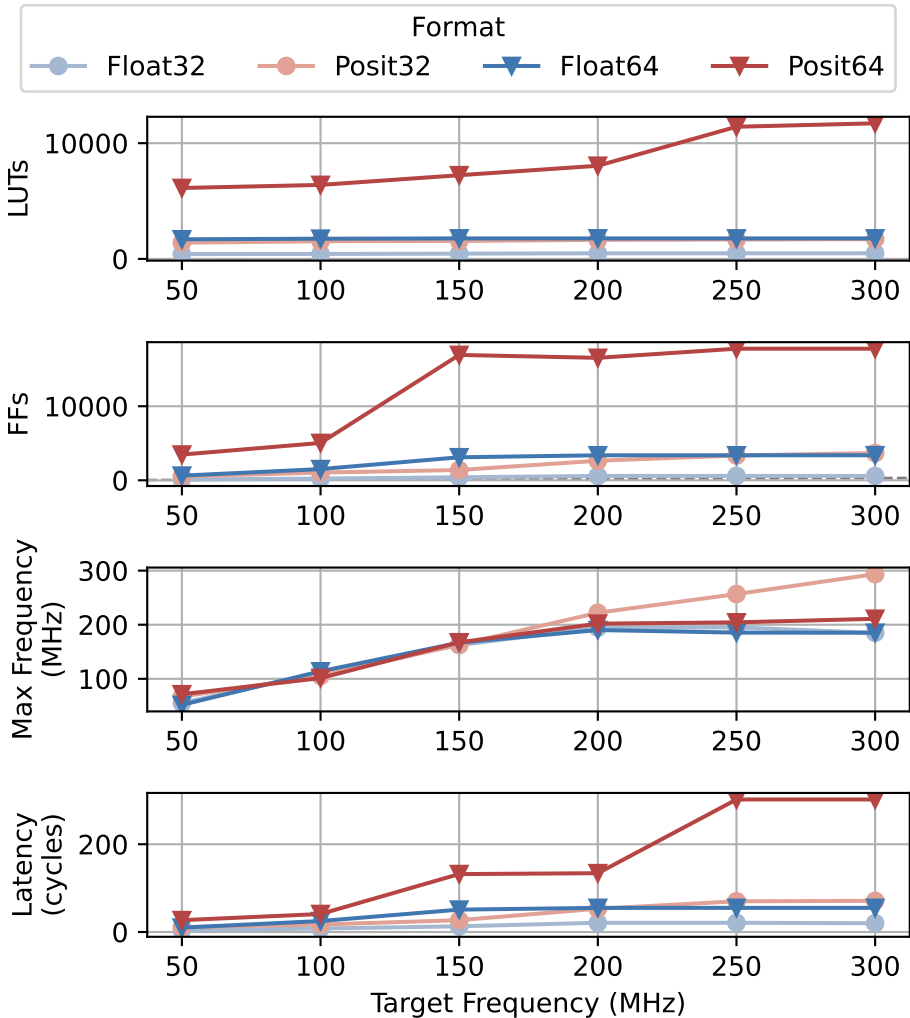 Format
Float32 Posit32 Float64 Posit64
LUTs
10000
0
50 100 150 200 250 300
FFs
10000
0
50 100 150 200 250 300
Max Frequency
(MHz)
300
200
100
50 100 150 200 250 300
Latency
(cycles)
200
0
50 100 150 200 250 300
Target Frequency (MHz)